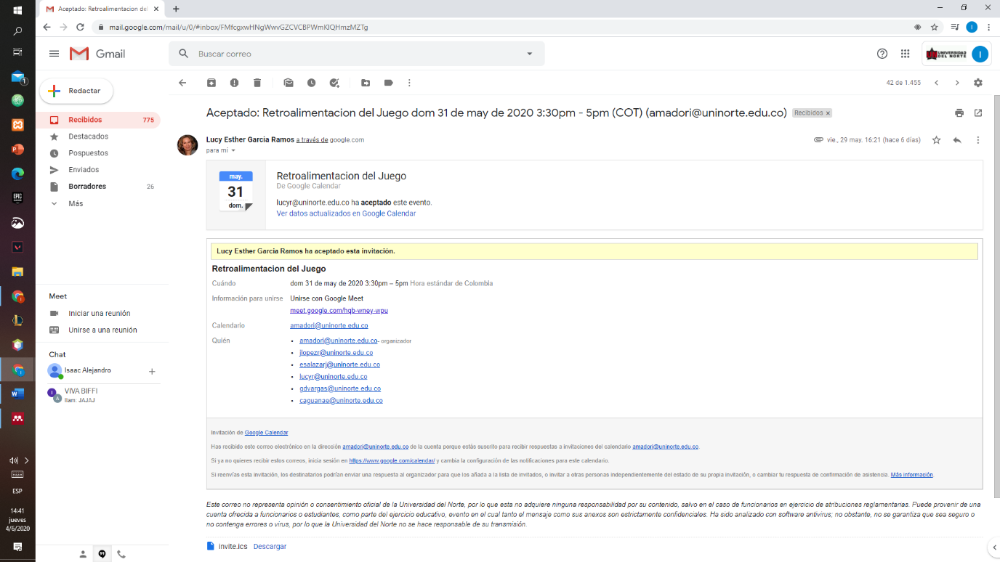 Aceptado: Retroalimentacion del
mail.google.com/mail/u/0/#inbox/FMfcgxwHNgWwvGZCVCBPWmKlQHmzMZTg
Gmail
Buscar correo
UNIVERSIDAD
DEL NORTE
I
Redactar
42 de 1.455
Recibidos 775
Destacados
Pospuestos
Enviados
Borradores 26
Más
Aceptado: Retroalimentacion del Juego dom 31 de may de 2020 3:30pm - 5pm (COT) (amadori@uninorte.edu.co) Recibidos x
Lucy Esther Garcia Ramos a través de google.com
vie., 29 may. 16:21 (hace 6 días)
para mí
may.
31
dom.
Retroalimentacion del Juego
De Google Calendar
lucyr@uninorte.edu.co ha aceptado este evento.
Ver datos actualizados en Google Calendar
Lucy Esther Garcia Ramos ha aceptado esta invitación.
Retroalimentacion del Juego
Cuándo dom 31 de may de 2020 3:30pm – 5pm Hora estándar de Colombia
Información para unirse Unirse con Google Meet
meet.google.com/hqb-wney-wpu
Calendario amadori@uninorte.edu.co
Quién • amadori@uninorte.edu.co- organizador
• jlopezr@uninorte.edu.co
• esalazarj@uninorte.edu.co
• lucyr@uninorte.edu.co
• gdvargas@uninorte.edu.co
• caguanae@uninorte.edu.co
Invitación de Google Calendar
Has recibido este correo electrónico en la dirección amadori@uninorte.edu.co de la cuenta porque estás suscrito para recibir respuestas a invitaciones del calendario amadori@uninorte.edu.co.
Si ya no quieres recibir estos correos, inicia sesión en https://www.google.com/calendar/ y cambia la configuración de las notificaciones para este calendario.
Si reenvías esta invitación, los destinatarios podrían enviar una respuesta al organizador para que los añada a la lista de invitados, o invitar a otras personas independientemente del estado de su propia invitación, o cambiar tu respuesta de confirmación de asistencia. Más información.
Este correo no representa opinión o consentimiento oficial de la Universidad del Norte, por lo que esta no adquiere ninguna responsabilidad por su contenido, salvo en el caso de funcionarios en ejercicio de atribuciones reglamentarias. Puede provenir de una
cuenta ofrecida a funcionarios o estudiantes, como parte del ejercicio educativo, evento en el cual tanto el mensaje como sus anexos son estrictamente confidenciales. Ha sido analizado con software antivirus; no obstante, no se garantiza que sea seguro o
no contenga errores o virus, por lo que la Universidad del Norte no se hace responsable de su transmisión.
invite.ics Descargar
Meet
Iniciar una reunión
Unirse a una reunión
Chat
Isaac Alejandro
VIVA BIFFI
Ilam: JAJAJ
1
EPIC
GAMES
ESP
14:41
jueves
4/6/2020